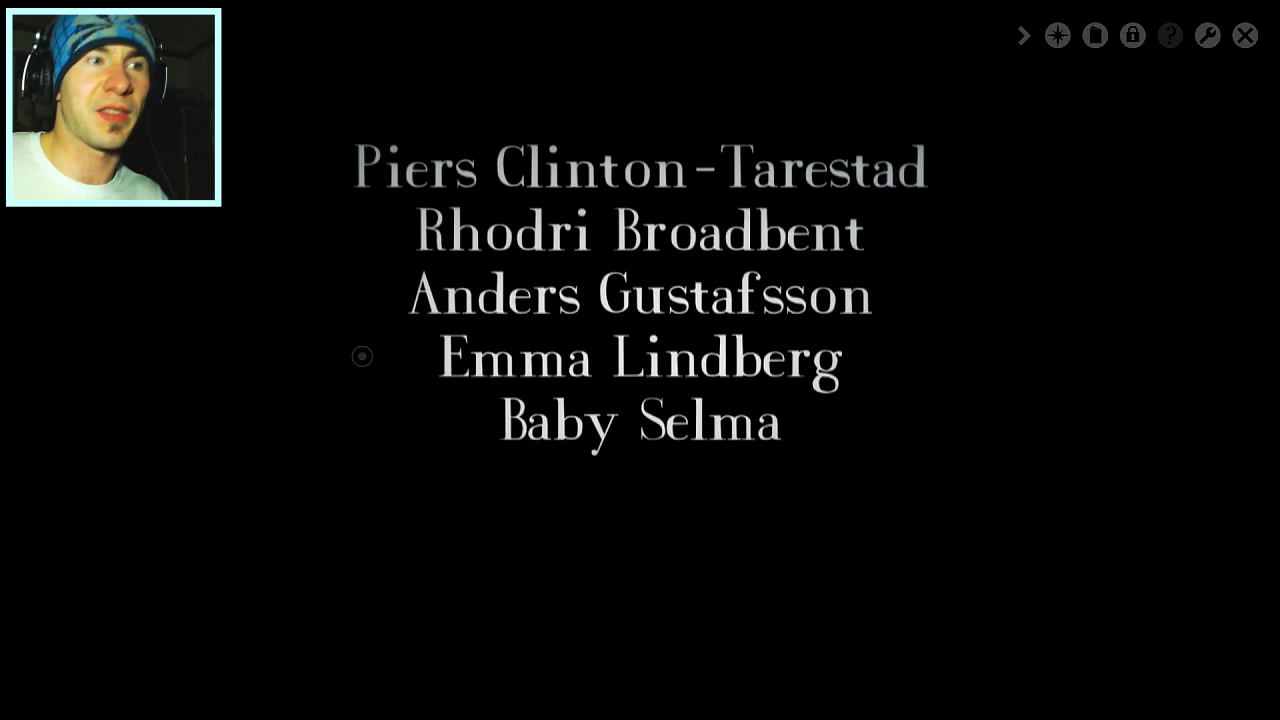 Piers Clinton-Tarestad
Rhodri Broadbent
Anders Gustafsson
Emma Lindberg
Baby Selma